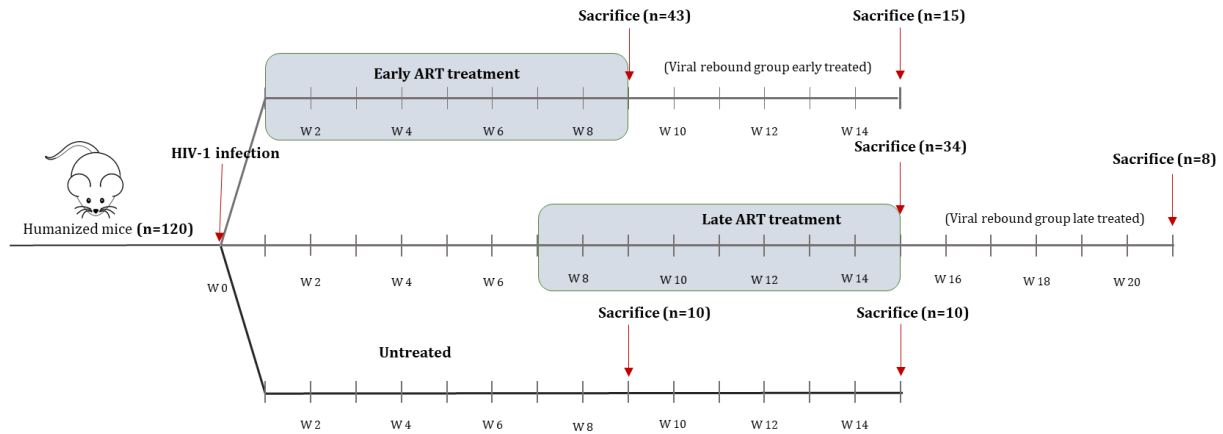 Sacrifice (n=43)
Sacrifice (n=15)
Early ART treatment
(Viral rebound group early treated)
W 2
W 4
W 6
W 8
W 10
W 12
W 14
HIV-1 infection
Sacrifice (n=34)
Sacrifice (n=8)
Humanized mice (n=120)
Late ART treatment
(Viral rebound group late treated)
W 0
W 2
W 4
W 6
W 8
W 10
W 12
W 14
W 16
W 18
W 20
Sacrifice (n=10)
Sacrifice (n=10)
Untreated
W 2
W 4
W 6
W 8
W 10
W 12
W 14